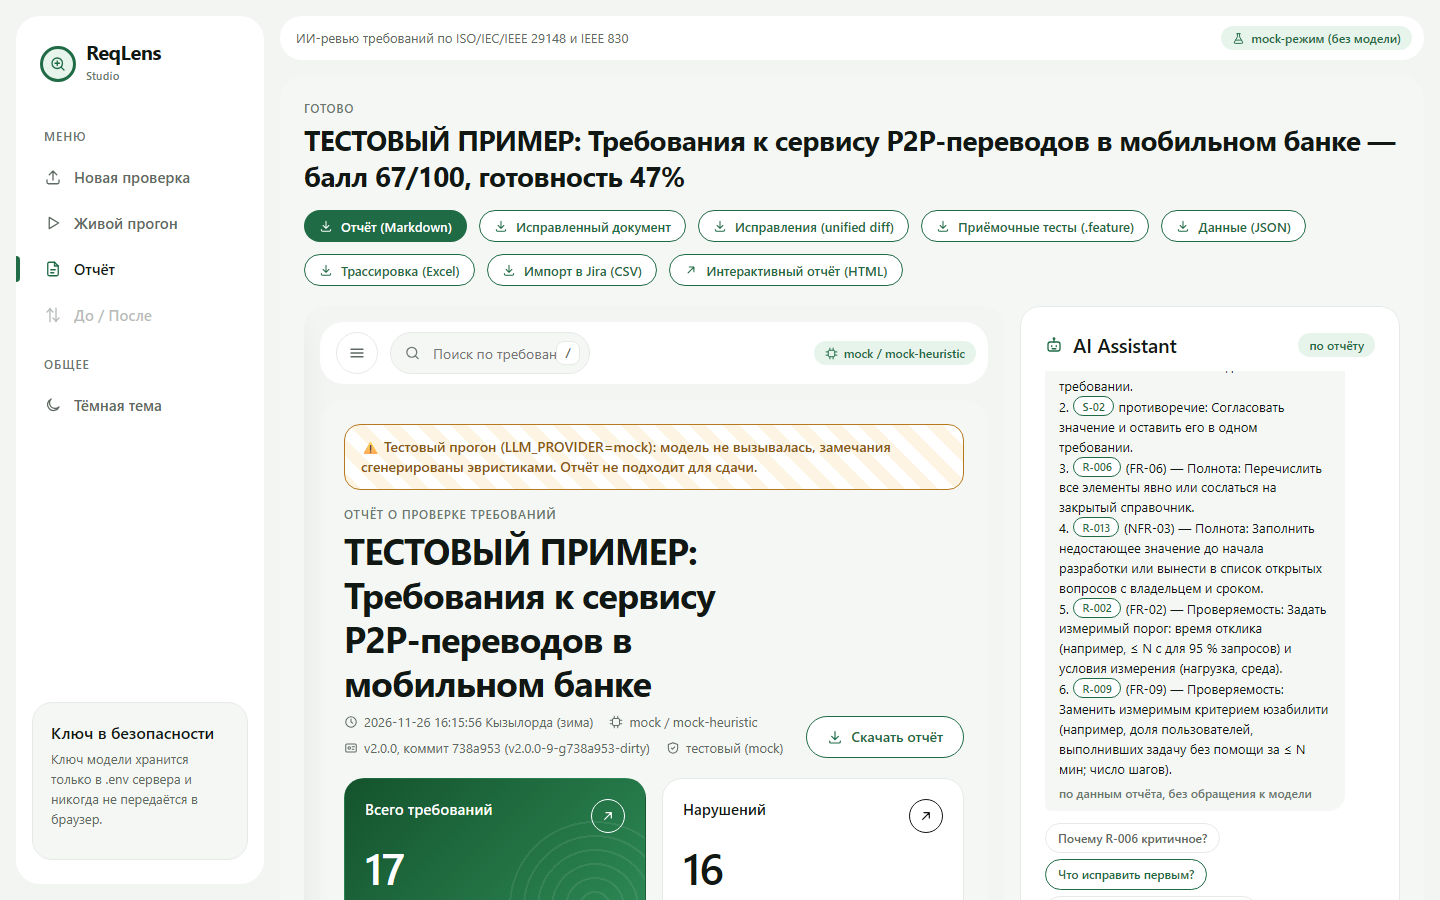 ReqLens
Studio
МЕНЮ
Новая проверка
Живой прогон
Отчёт
До / После
ОБЩЕЕ
Тёмная тема
Ключ в безопасности
Ключ модели хранится
только в .env сервера и
никогда не передаётся в
браузер.
ИИ-ревью требований по ISO/IEC/IEEE 29148 и IEEE 830
mock-режим (без модели)
ГОТОВО
ТЕСТОВЫЙ ПРИМЕР: Требования к сервису P2P-переводов в мобильном банке —
балл 67/100, готовность 47%
Отчёт (Markdown)
Исправленный документ
Исправления (unified diff)
Приёмочные тесты (.feature)
Данные (JSON)
Трассировка (Excel)
Импорт в Jira (CSV)
Интерактивный отчёт (HTML)
Поиск по требован
/
mock / mock-heuristic
Тестовый прогон (LLM_PROVIDER=mock): модель не вызывалась, замечания
сгенерированы эвристиками. Отчёт не подходит для сдачи.
ОТЧЁТ О ПРОВЕРКЕ ТРЕБОВАНИЙ
ТЕСТОВЫЙ ПРИМЕР:
Требования к сервису
P2P-переводов в
мобильном банке
2026-11-26 16:15:56 Кызылорда (зима)
mock / mock-heuristic
v2.0.0, коммит 738a953 (v2.0.0-9-g738a953-dirty)
тестовый (mock)
Скачать отчёт
Всего требований
17
Нарушений
16
AI Assistant
по отчёту
требовании.
2. S-02 противоречие: Согласовать
значение и оставить его в одном
требовании.
3. R-006 (FR-06) — Полнота: Перечислить
все элементы явно или сослаться на
закрытый справочник.
4. R-013 (NFR-03) — Полнота: Заполнить
недостающее значение до начала
разработки или вынести в список открытых
вопросов с владельцем и сроком.
5. R-002 (FR-02) — Проверяемость: Задать
измеримый порог: время отклика
(например, ≤ N с для 95 % запросов) и
условия измерения (нагрузка, среда).
6. R-009 (FR-09) — Проверяемость:
Заменить измеримым критерием юзабилити
(например, доля пользователей,
выполнивших задачу без помощи за ≤ N
мин; число шагов).
по данным отчёта, без обращения к модели
Почему R-006 критичное?
Что исправить первым?